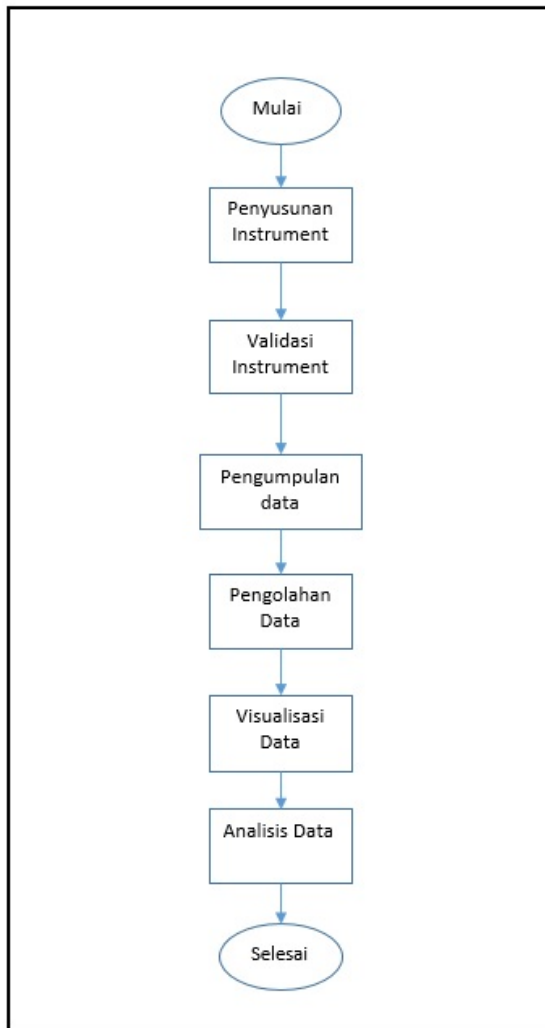 Mulai
Penyusunan
Instrument
Validasi
Instrument
Pengumpulan
data
Pengolahan
Data
Visualisasi
Data
Analisis Data
Selesai